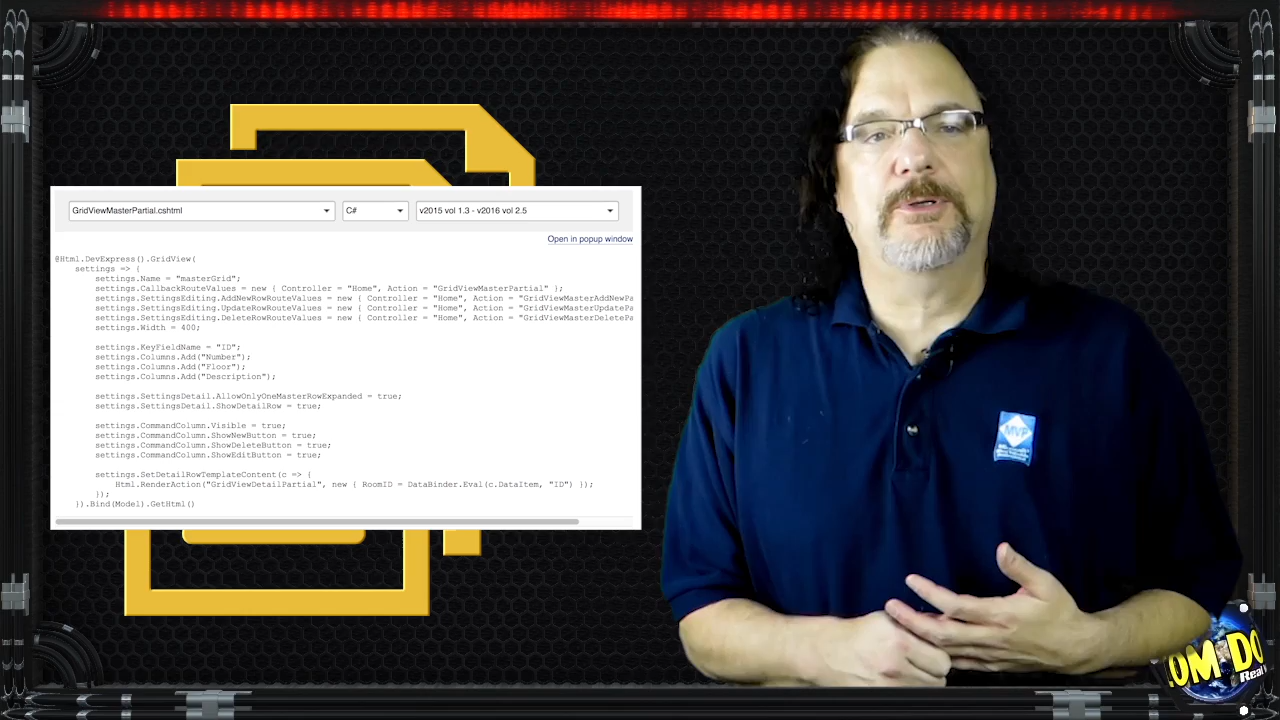 GridViewMasterPartial.cshtml
C#
v2015 vol 1.3 - v2016 vol 2.5
Open in popup window
@Html.DevExpress().GridView(
settings => {
settings.Name = "masterGrid";
settings.CallbackRouteValues = new { Controller = "Home", Action = "GridViewMasterPartial" };
settings.SettingsEditing.AddNewRowRouteValues = new { Controller = "Home", Action = "GridViewMasterAddNewPa
settings.SettingsEditing.UpdateRowRouteValues = new { Controller = "Home", Action = "GridViewMasterUpdatePa
settings.SettingsEditing.DeleteRowRouteValues = new { Controller = "Home", Action = "GridViewMasterDeletePa
settings.Width = 400;
settings.KeyFieldName = "ID";
settings.Columns.Add("Number");
settings.Columns.Add("Floor");
settings.Columns.Add("Description");
settings.SettingsDetail.AllowOnlyOneMasterRowExpanded = true;
settings.SettingsDetail.ShowDetailRow = true;
settings.CommandColumn.Visible = true;
settings.CommandColumn.ShowNewButton = true;
settings.CommandColumn.ShowDeleteButton = true;
settings.CommandColumn.ShowEditButton = true;
settings.SetDetailRowTemplateContent(c => {
Html.RenderAction("GridViewDetailPartial", new { RoomID = DataBinder.Eval(c.DataItem, "ID") });
});
}).Bind(Model).GetHtml()
MVP
OM DO
Real